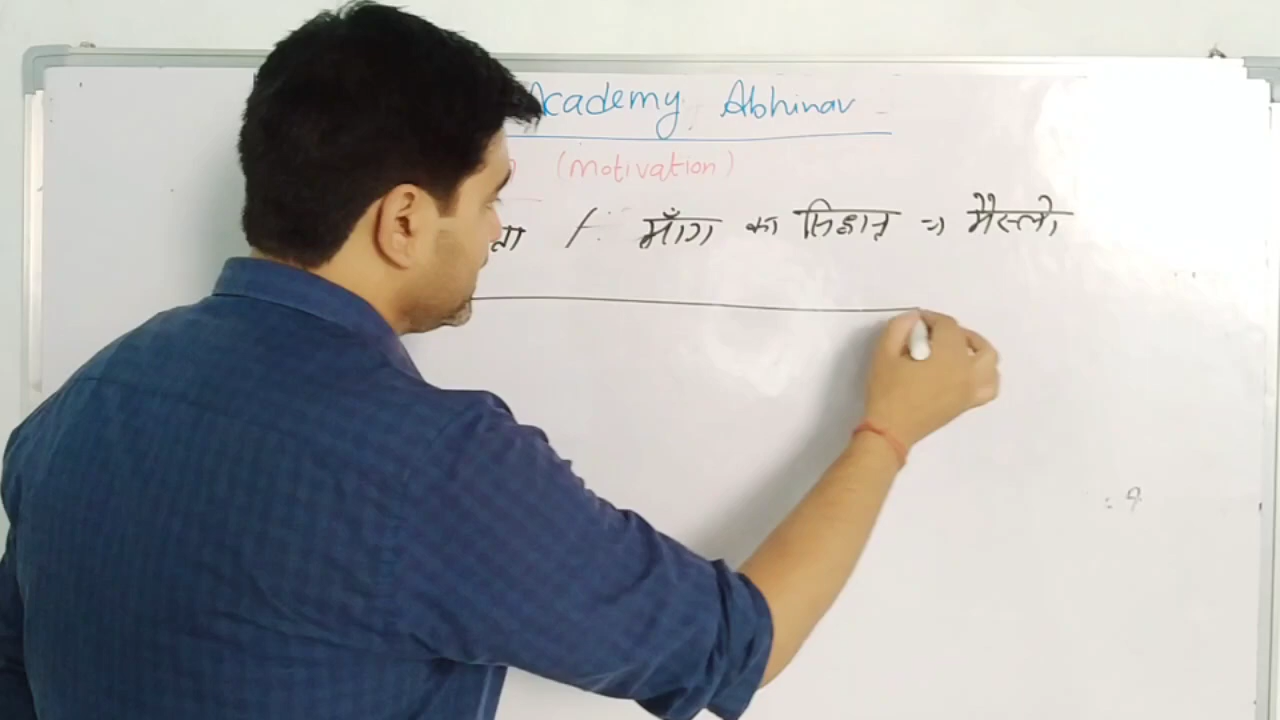 Academy Abhinav
(Motivation)
/ माँग का सिद्धान्त => मैस्लो